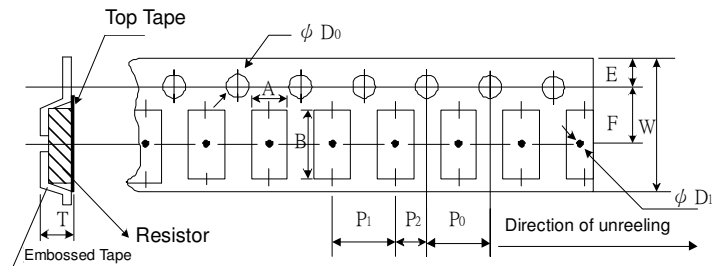 Top Tape
ϕ D0
A
E
F
W
B
ϕ D1
T
P1
P2
P0
Direction of unreeling
Resistor
Embossed Tape